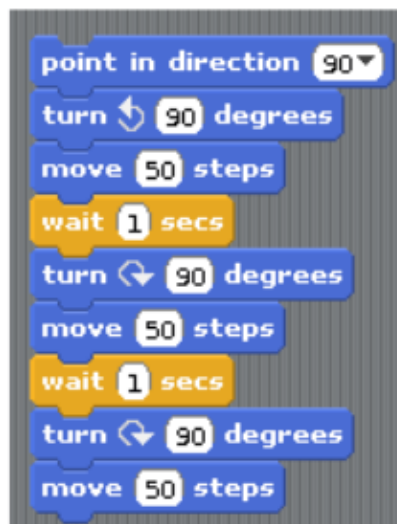 point in direction 90
turn 90 degrees
move 50 steps
wait 1 secs
turn 90 degrees
move 50 steps
wait 1 secs
turn 90 degrees
move 50 steps